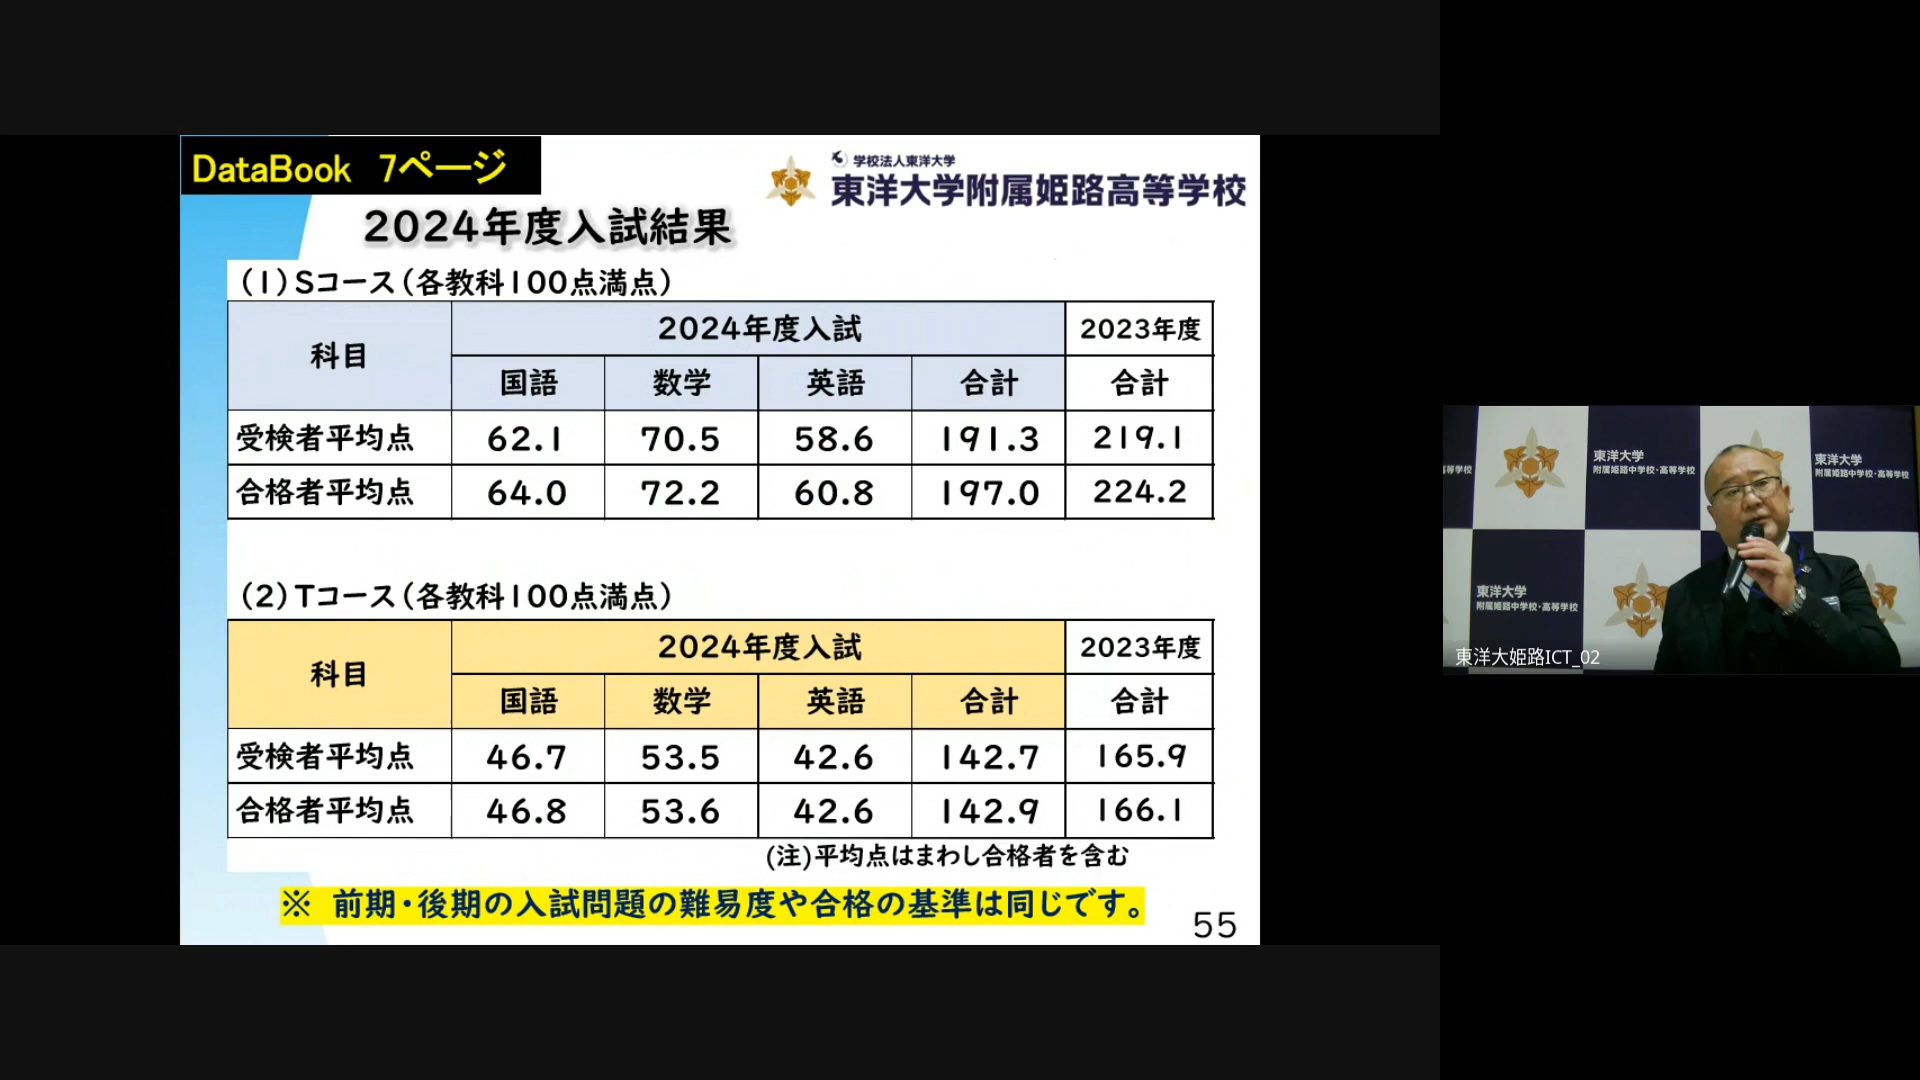 DataBook 7ページ
学校法人東洋大学
東洋大学附属姫路高等学校
2024年度入試結果
(1)Sコース(各教科100点満点)
科目 2024年度入試 2023年度
国語 数学 英語 合計 合計
受検者平均点 62.1 70.5 58.6 191.3 219.1
合格者平均点 64.0 72.2 60.8 197.0 224.2
(2)Tコース(各教科100点満点)
科目 2024年度入試 2023年度
国語 数学 英語 合計 合計
受検者平均点 46.7 53.5 42.6 142.7 165.9
合格者平均点 46.8 53.6 42.6 142.9 166.1
(注)平均点はまわし合格者を含む
※ 前期・後期の入試問題の難易度や合格の基準は同じです。
55
等学校
東洋大学
附属姫路中学校・高等学校
東洋大学
附属姫路中学校・高等学校
東洋大学
附属姫路中学校・高等学校
東洋大姫路ICT_02